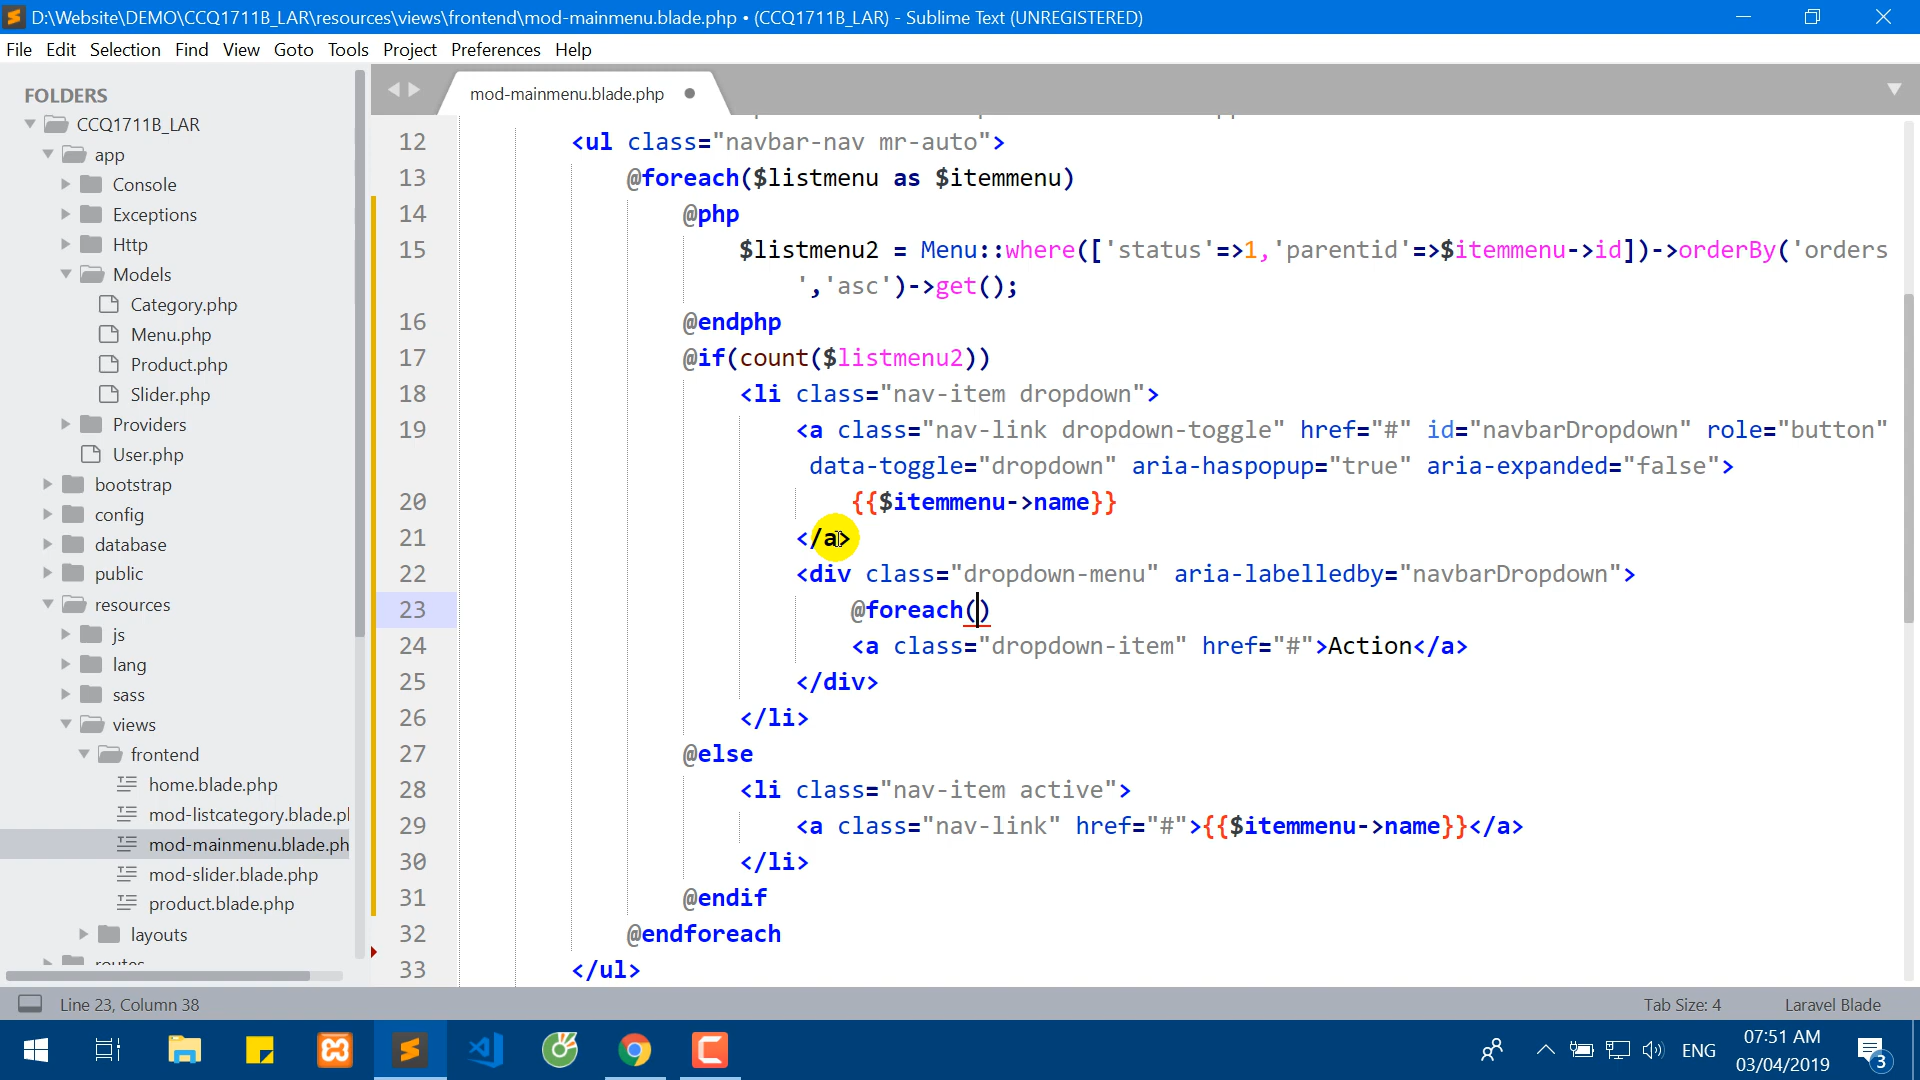 D:\Website\DEMO\CCQ1711B_LAR\resources\views\frontend\mod-mainmenu.blade.php • (CCQ1711B_LAR) - Sublime Text (UNREGISTERED)
File Edit Selection Find View Goto Tools Project Preferences Help
FOLDERS
CCQ1711B_LAR
app
Console
Exceptions
Http
Models
Category.php
Menu.php
Product.php
Slider.php
Providers
User.php
bootstrap
config
database
public
resources
js
lang
sass
views
frontend
home.blade.php
mod-listcategory.blade.pl
mod-mainmenu.blade.ph
mod-slider.blade.php
product.blade.php
layouts
routes
mod-mainmenu.blade.php
12 <ul class="navbar-nav mr-auto">
13 @foreach($listmenu as $itemmenu)
14 @php
15 $listmenu2 = Menu::where(['status'=>1,'parentid'=>$itemmenu->id])->orderBy('orders
','asc')->get();
16 @endphp
17 @if(count($listmenu2))
18 <li class="nav-item dropdown">
19 <a class="nav-link dropdown-toggle" href="#" id="navbarDropdown" role="button"
data-toggle="dropdown" aria-haspopup="true" aria-expanded="false">
20 {{$itemmenu->name}}
21 </a>
22 <div class="dropdown-menu" aria-labelledby="navbarDropdown">
23 @foreach()
24 <a class="dropdown-item" href="#">Action</a>
25 </div>
26 </li>
27 @else
28 <li class="nav-item active">
29 <a class="nav-link" href="#">{{$itemmenu->name}}</a>
30 </li>
31 @endif
32 @endforeach
33 </ul>
Line 23, Column 38
Tab Size: 4
Laravel Blade
ENG
07:51 AM
03/04/2019
3